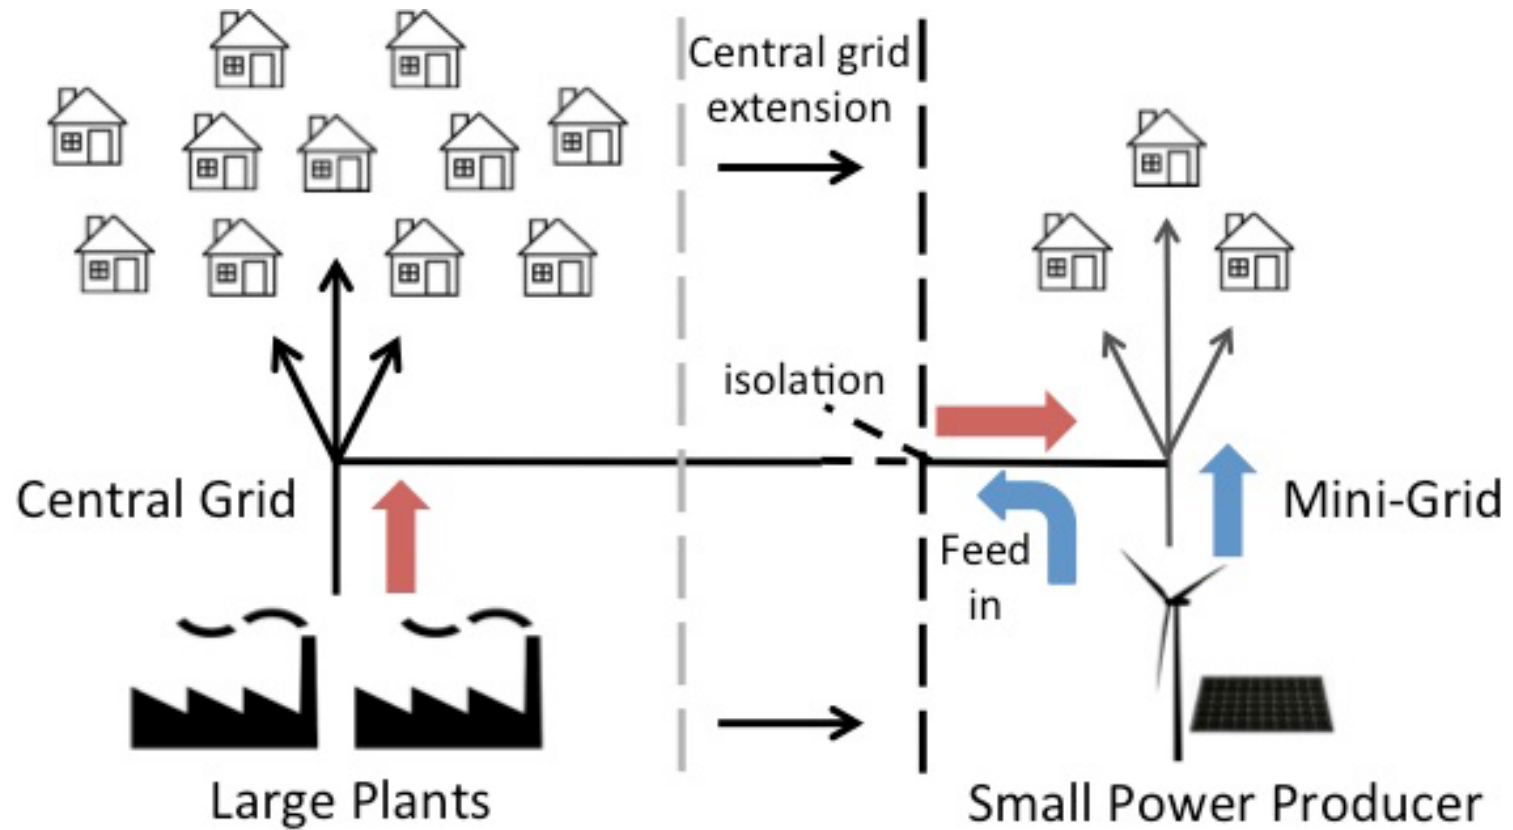 Central grid
extension
isolation
Central Grid
Mini-Grid
Feed
in
Large Plants
Small Power Producer